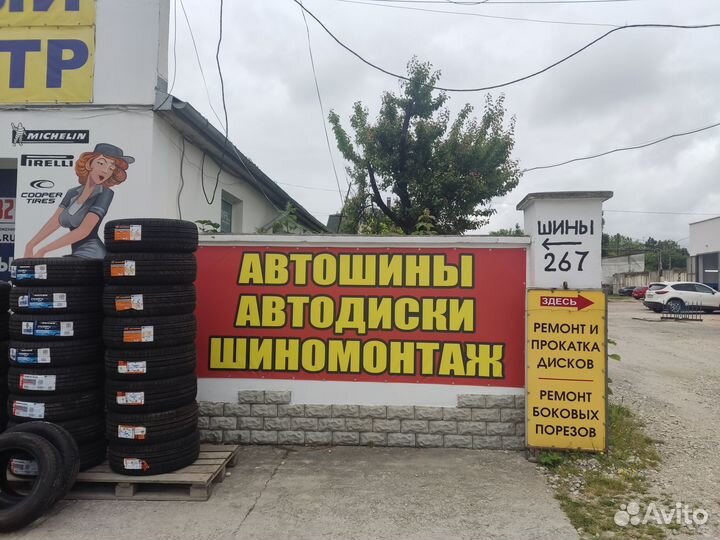 ТР
MICHELIN
PIRELLI
COOPER
TIRES
АВТОШИНЫ
АВТОДИСКИ
ШИНОМОНТАЖ
ШИНЫ
←
267
ЗДЕСЬ
РЕМОНТ И
ПРОКАТКА
ДИСКОВ
РЕМОНТ
БОКОВЫХ
ПОРЕЗОВ
Avito